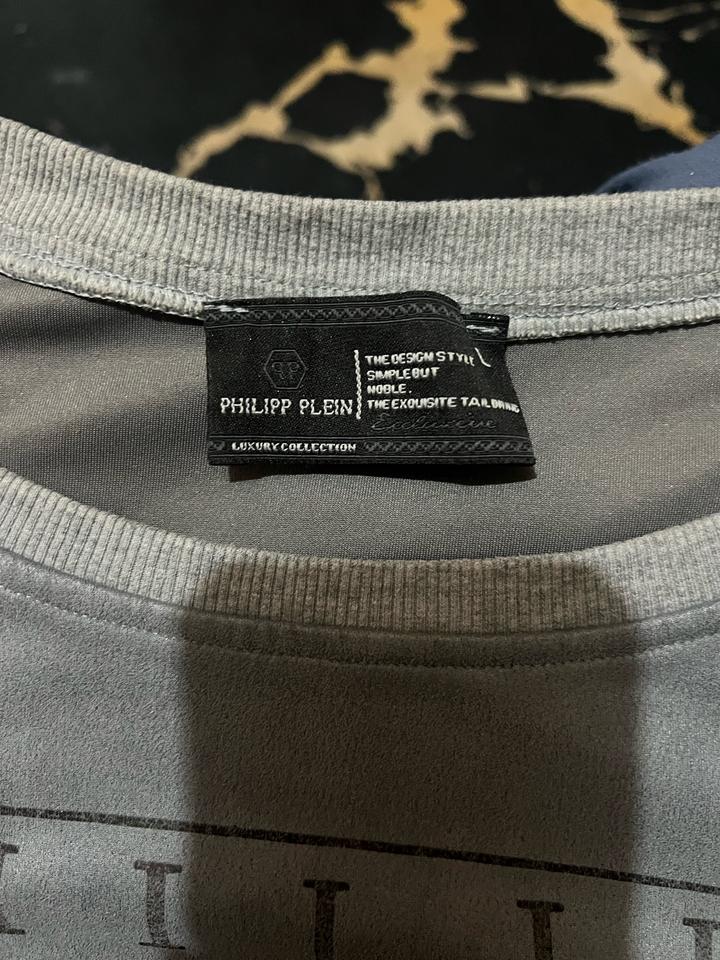 THE DESIGN STYLE
L
SIMPLE BUT
NOBLE.
PHILIPP PLEIN
THE EXQUISITE TAILORING
Exclusive
LUXURY COLLECTION
I L L I